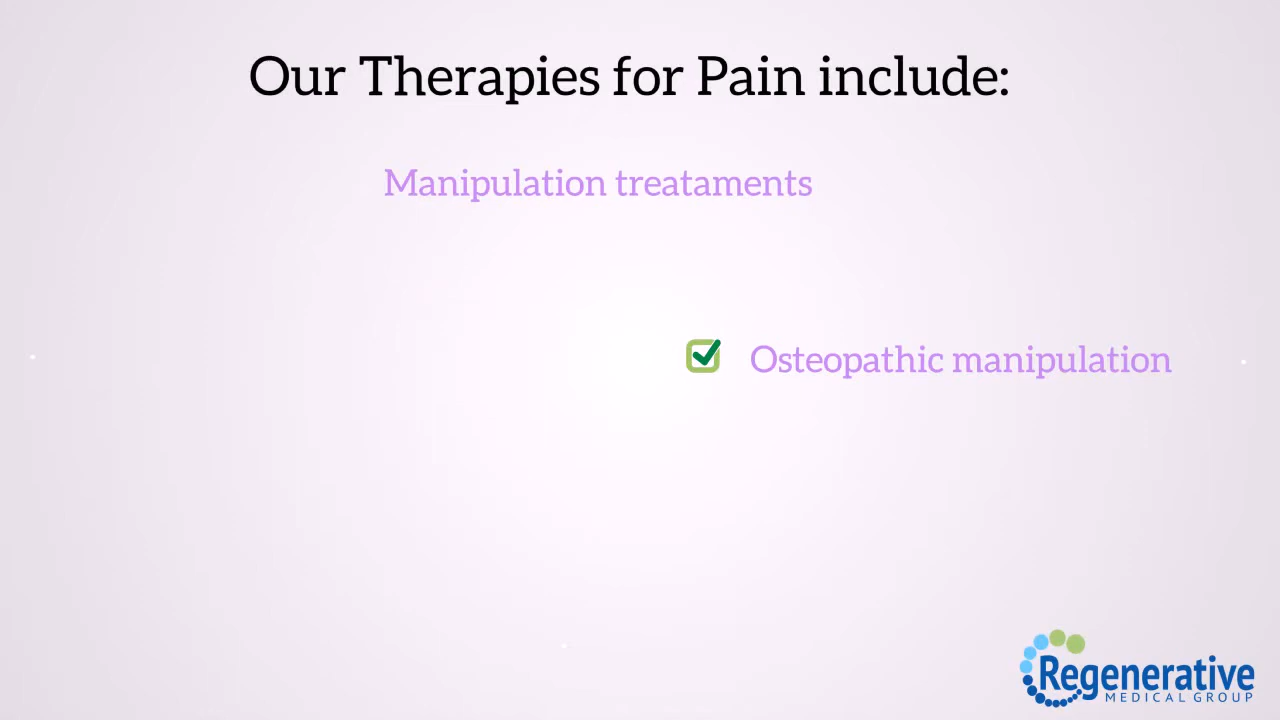 Our Therapies for Pain include:
Manipulation treataments
Osteopathic manipulation
Regenerative
MEDICAL GROUP